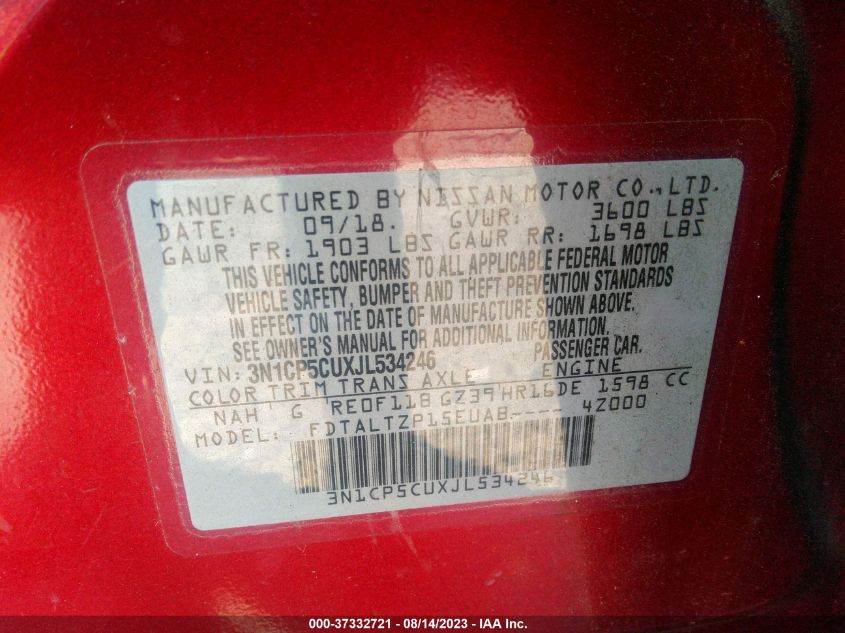 MANUFACTURED BY NISSAN MOTOR CO., LTD.
DATE: 09/18. GVWR: 3600 LBS
GAWR FR: 1903 LBS GAWR RR: 1698 LBS
THIS VEHICLE CONFORMS TO ALL APPLICABLE FEDERAL MOTOR
VEHICLE SAFETY, BUMPER AND THEFT PREVENTION STANDARDS
IN EFFECT ON THE DATE OF MANUFACTURE SHOWN ABOVE.
SEE OWNER'S MANUAL FOR ADDITIONAL INFORMATION.
VIN: 3N1CP5CUXJL534246 PASSENGER CAR.
COLOR TRIM TRANS AXLE ENGINE
NAH G RE0F11B GZ39 HR16DE 1598 CC
MODEL: FDTALTZP15EUAB---- 4Z000
3N1CP5CUXJL534246
000-37332721 - 08/14/2023 - IAA Inc.